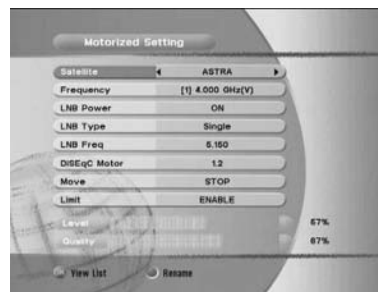 Motorized Setting
Satellite ASTRA
Frequency [1] 4.000 GHz(V)
LNB Power ON
LNB Type Single
LNB Freq 5.150
DiSEqC Motor 1.2
Move STOP
Limit ENABLE
Level 67%
Quality 67%
View List Rename